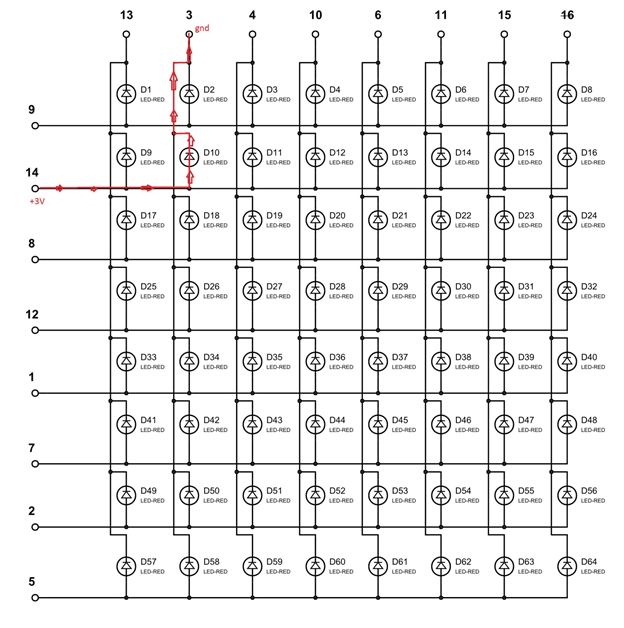 13 3 4 10 6 11 15 16
gnd
D1 D2 D3 D4 D5 D6 D7 D8
LED-RED LED-RED LED-RED LED-RED LED-RED LED-RED LED-RED LED-RED
9
D9 D10 D11 D12 D13 D14 D15 D16
LED-RED LED-RED LED-RED LED-RED LED-RED LED-RED LED-RED LED-RED
14
+3V
D17 D18 D19 D20 D21 D22 D23 D24
LED-RED LED-RED LED-RED LED-RED LED-RED LED-RED LED-RED LED-RED
8
D25 D26 D27 D28 D29 D30 D31 D32
LED-RED LED-RED LED-RED LED-RED LED-RED LED-RED LED-RED LED-RED
12
D33 D34 D35 D36 D37 D38 D39 D40
LED-RED LED-RED LED-RED LED-RED LED-RED LED-RED LED-RED LED-RED
1
D41 D42 D43 D44 D45 D46 D47 D48
LED-RED LED-RED LED-RED LED-RED LED-RED LED-RED LED-RED LED-RED
7
D49 D50 D51 D52 D53 D54 D55 D56
LED-RED LED-RED LED-RED LED-RED LED-RED LED-RED LED-RED LED-RED
2
D57 D58 D59 D60 D61 D62 D63 D64
LED-RED LED-RED LED-RED LED-RED LED-RED LED-RED LED-RED LED-RED
5